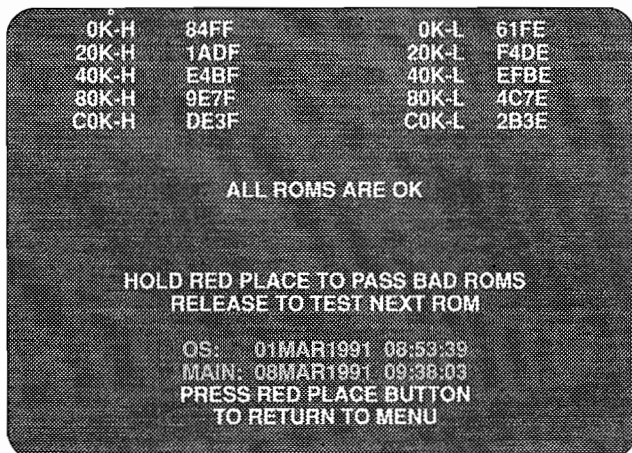 0K-H 84FF 0K-L 61FE
20K-H 1ADF 20K-L F4DE
40K-H E4BF 40K-L EFBE
80K-H 9E7F 80K-L 4C7E
C0K-H DE3F C0K-L 2B3E
ALL ROMS ARE OK
HOLD RED PLACE TO PASS BAD ROMS
RELEASE TO TEST NEXT ROM
OS: 01MAR1991 08:53:39
MAIN: 08MAR1991 09:38:03
PRESS RED PLACE BUTTON
TO RETURN TO MENU